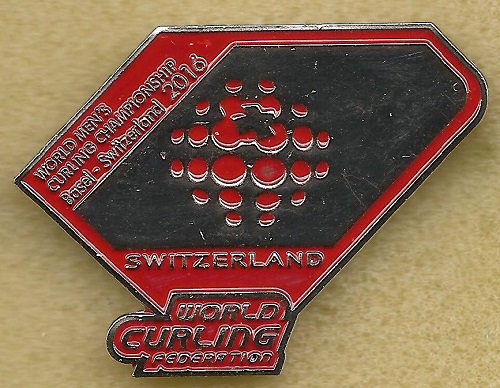 WORLD MEN'S
CURLING CHAMPIONSHIP
Basel - Switzerland 2016
SWITZERLAND
WORLD
CURLING
FEDERATION